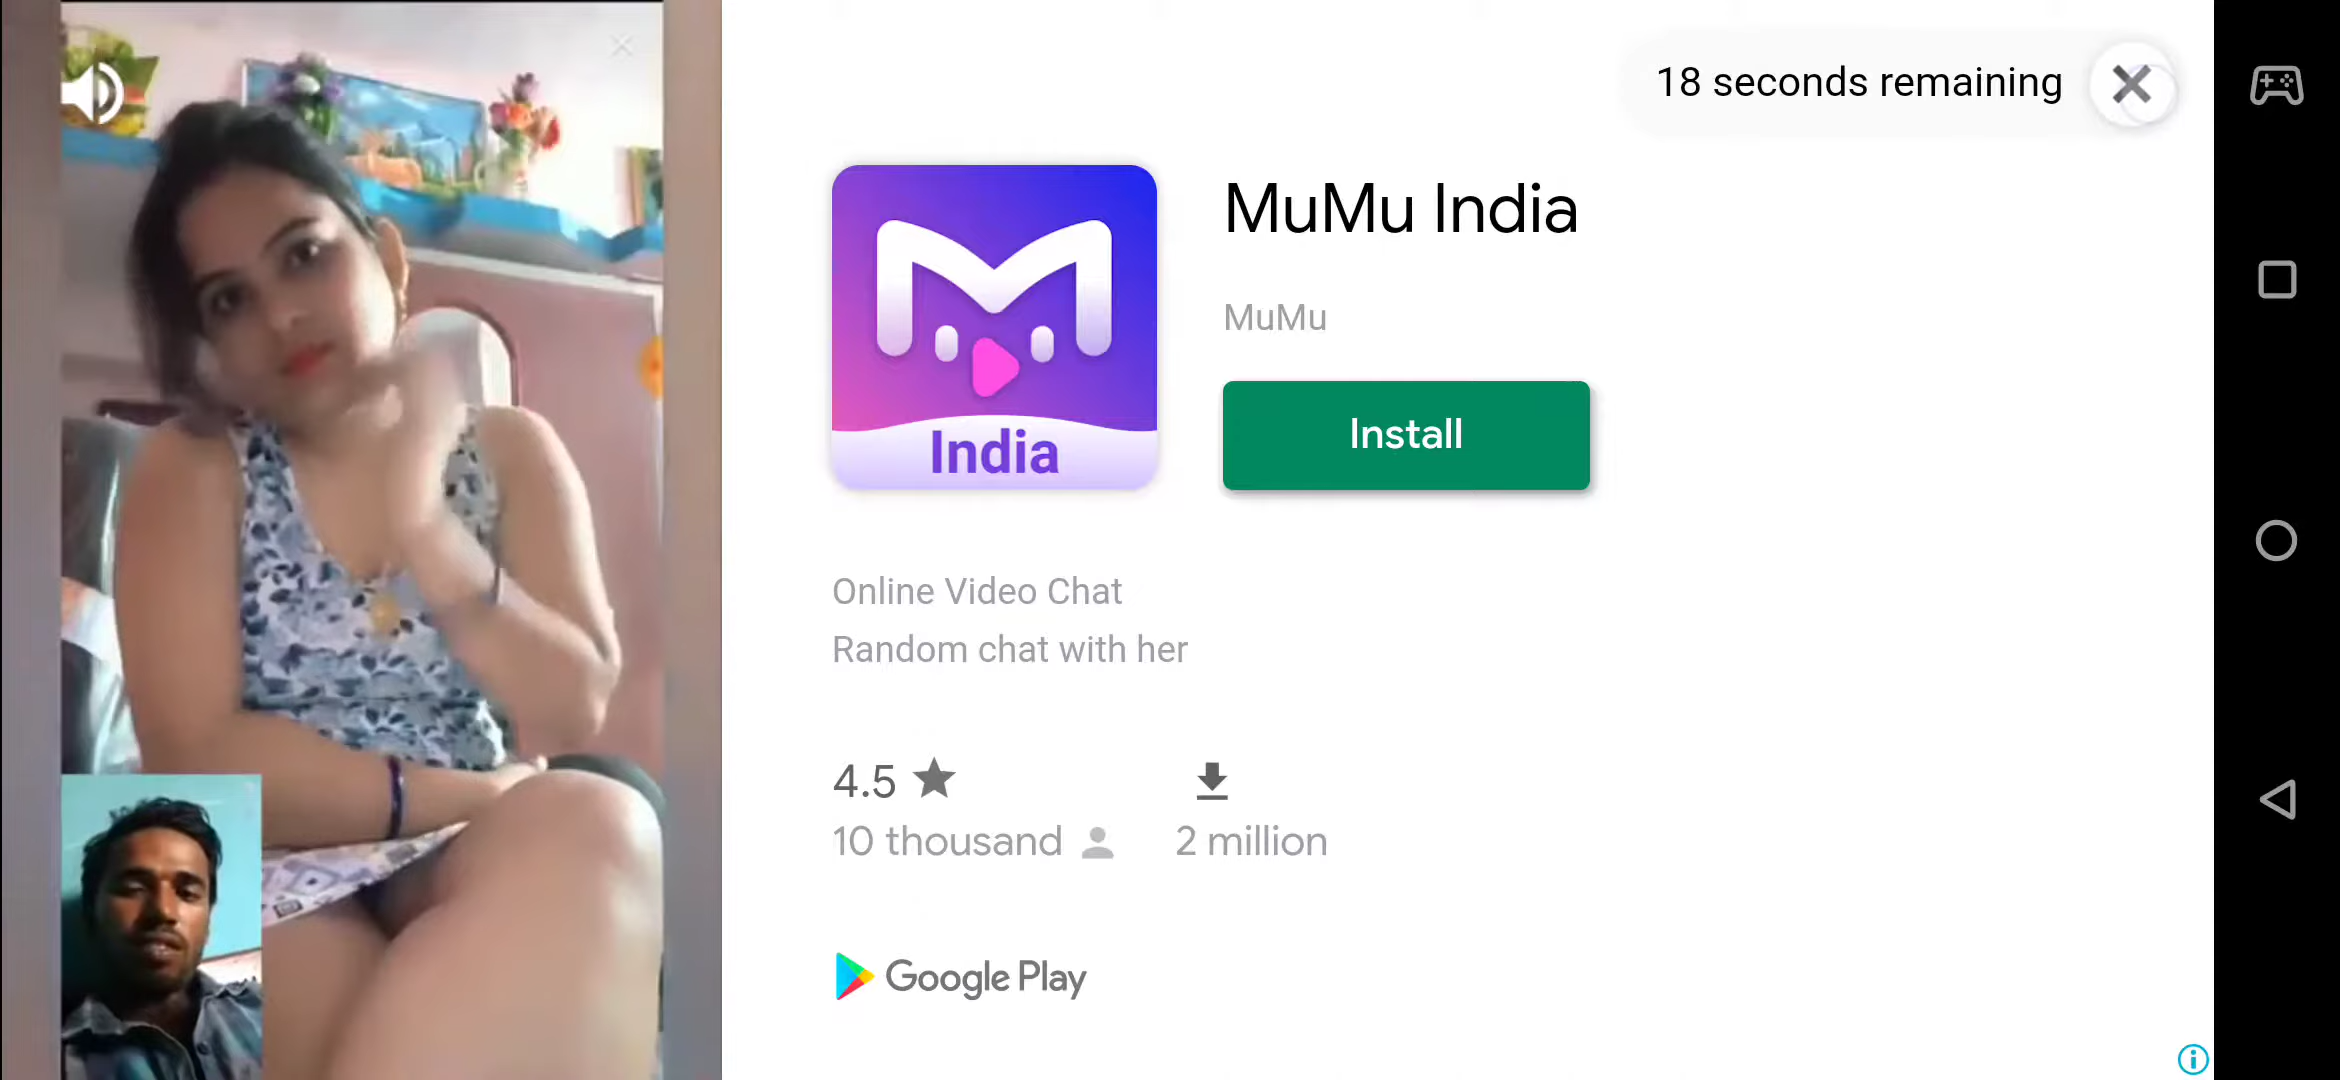 18 seconds remaining
MuMu India
MuMu
Install
India
Online Video Chat
Random chat with her
4.5
10 thousand
2 million
Google Play